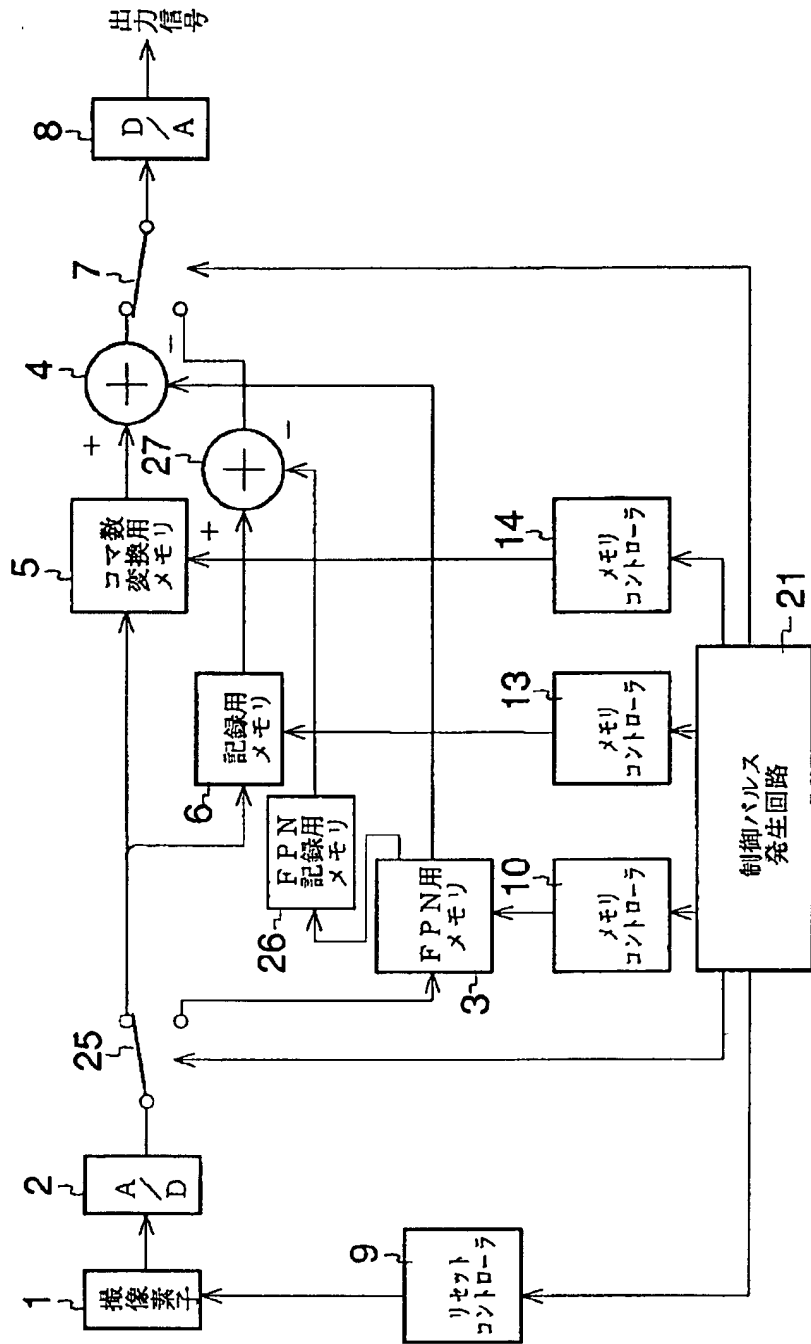 1
撮像
素子
2
A/D
25
5
コマ数
変換用
メモリ
+
4
-
7
8
D/A
出力信号
6
記録用
メモリ
+
27
-
26
FPN
記録用
メモリ
3
FPN用
メモリ
9
リセット
コントローラ
10
メモリ
コントローラ
13
メモリ
コントローラ
14
メモリ
コントローラ
21
制御パルス
発生回路